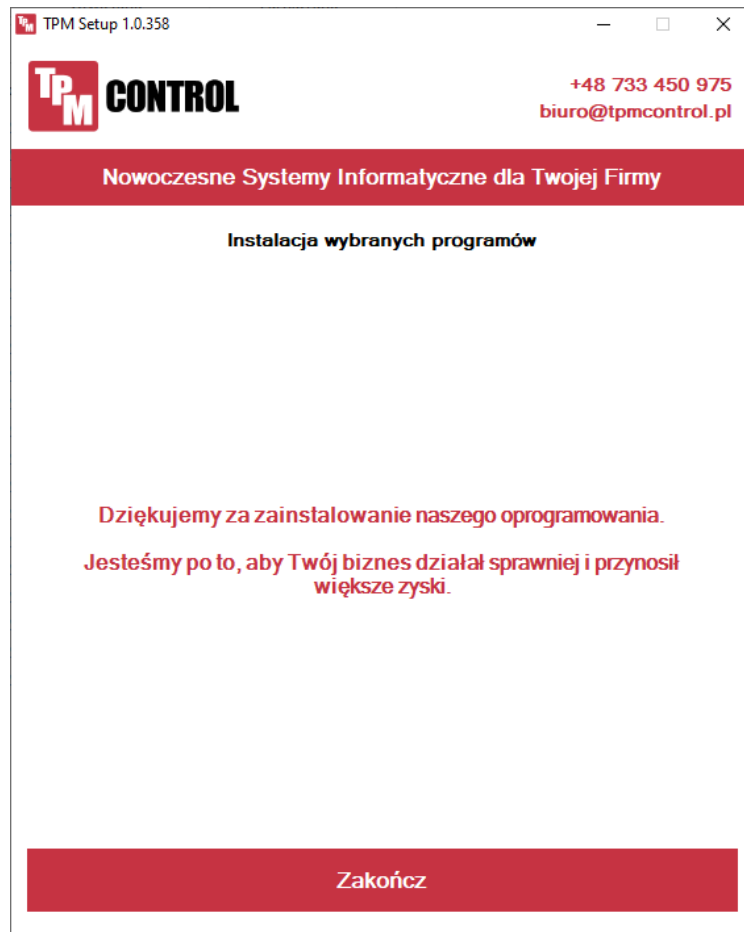 TPM Setup 1.0.358
TPM CONTROL
+48 733 450 975
biuro@tpmcontrol.pl
Nowoczesne Systemy Informatyczne dla Twojej Firmy
Instalacja wybranych programów
Dziękujemy za zainstalowanie naszego oprogramowania.
Jesteśmy po to, aby Twój biznes działał sprawniej i przynosił
większe zyski.
Zakończ